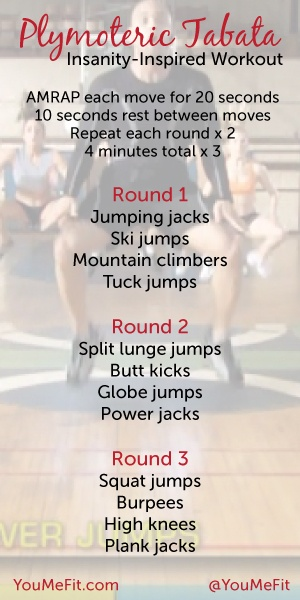 Plymoteric Tabata
Insanity-Inspired Workout
AMRAP each move for 20 seconds
10 seconds rest between moves
Repeat each round x 2
4 minutes total x 3
Round 1
Jumping jacks
Ski jumps
Mountain climbers
Tuck jumps
Round 2
Split lunge jumps
Butt kicks
Globe jumps
Power jacks
Round 3
Squat jumps
Burpees
High knees
Plank jacks
WER JUMPS
YouMeFit.com
@YouMeFit